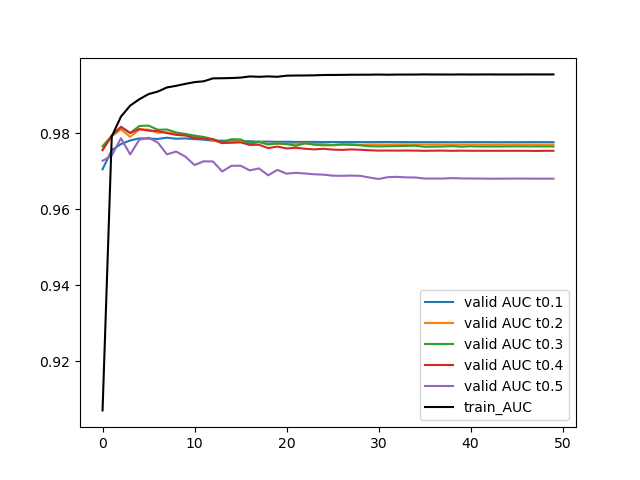 0.98
0.96
0.94
0.92
0
10
20
30
40
50
valid AUC t0.1
valid AUC t0.2
valid AUC t0.3
valid AUC t0.4
valid AUC t0.5
train_AUC